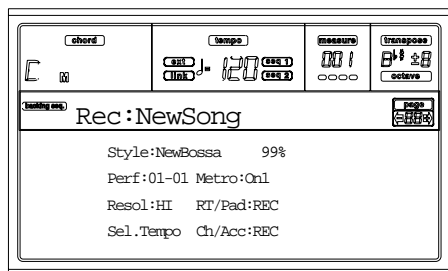 chord tempo measure transpose
C M ext link ♩= 120 seq 1 seq 2 001 octave
backing seq. Rec:NewSong page
Style:NewBossa 99%
Perf:01-01 Metro:On1
Resol:HI RT/Pad:REC
Sel.Tempo Ch/Acc:REC